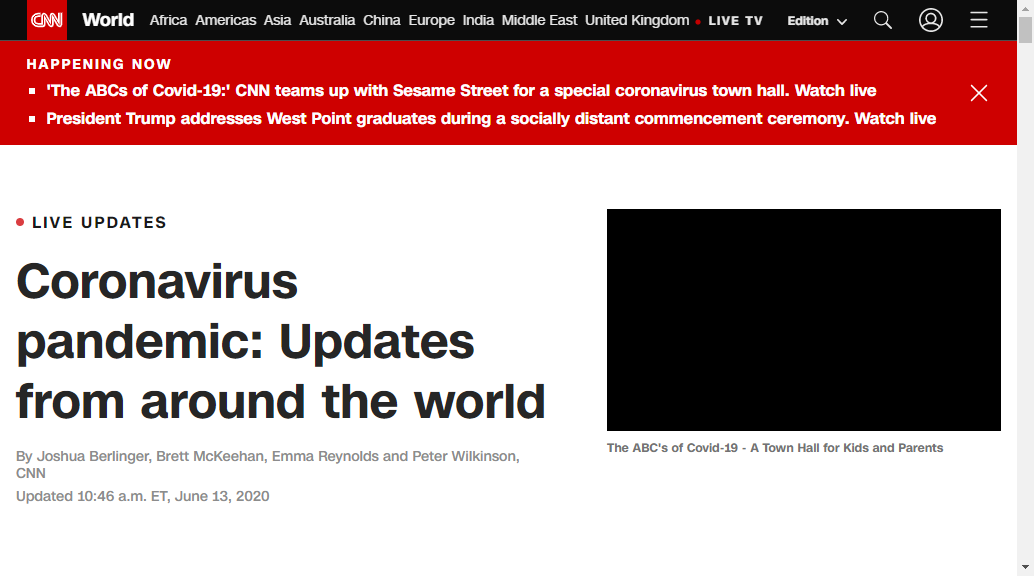 CNN World Africa Americas Asia Australia China Europe India Middle East United Kingdom LIVE TV Edition
HAPPENING NOW
'The ABCs of Covid-19:' CNN teams up with Sesame Street for a special coronavirus town hall. Watch live
President Trump addresses West Point graduates during a socially distant commencement ceremony. Watch live
LIVE UPDATES
Coronavirus
pandemic: Updates
from around the world
By Joshua Berlinger, Brett McKeehan, Emma Reynolds and Peter Wilkinson,
CNN
Updated 10:46 a.m. ET, June 13, 2020
The ABC's of Covid-19 - A Town Hall for Kids and Parents